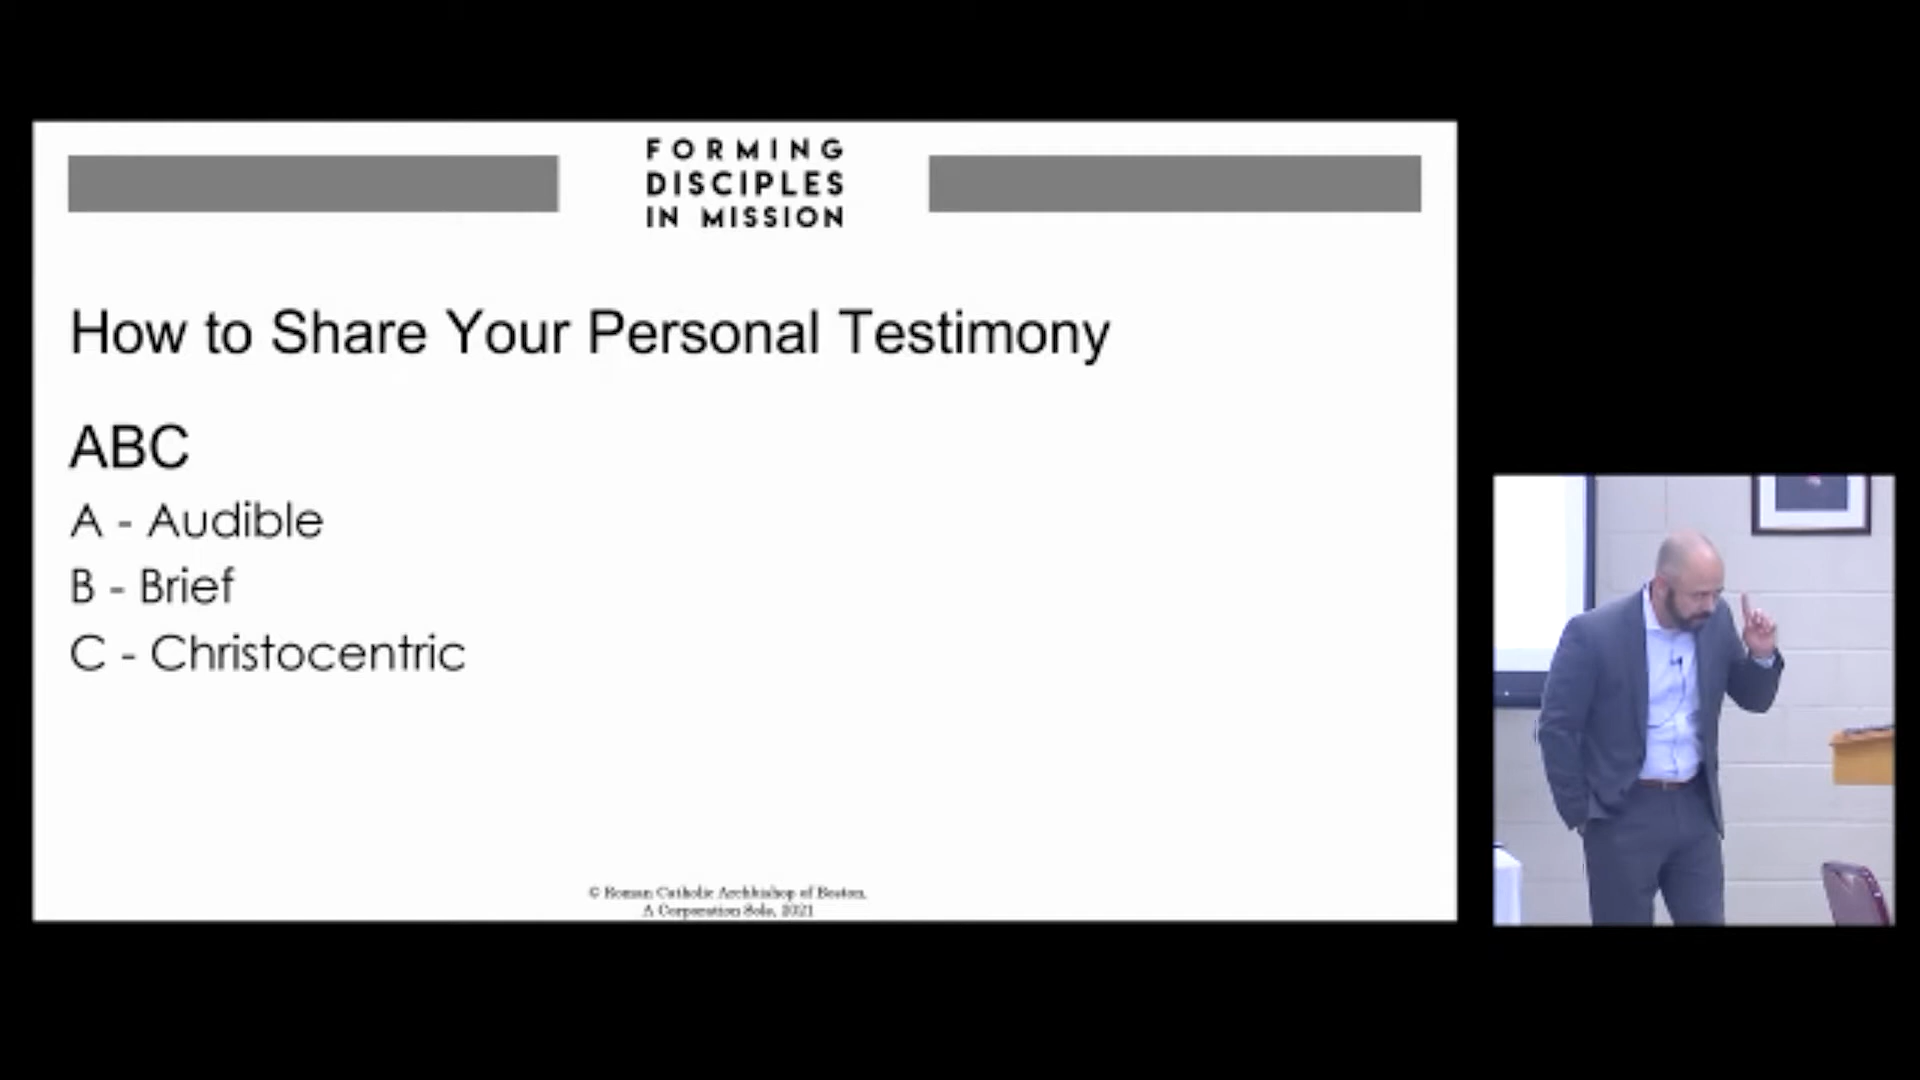 FORMING
DISCIPLES
IN MISSION
How to Share Your Personal Testimony
ABC
A - Audible
B - Brief
C - Christocentric
© Roman Catholic Archbishop of Boston,
A Corporation Sole, 2021